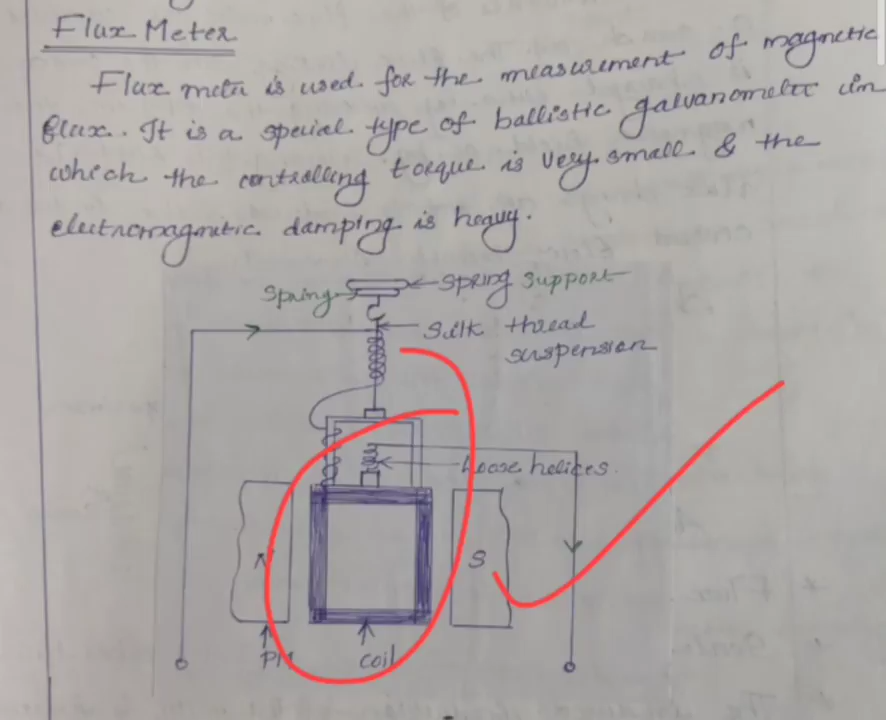 Flux Meter
Flux meter is used for the measurement of magnetic
flux. It is a special type of ballistic galvanometer in
which the controlling torque is very small & the
electromagnetic damping is heavy.
Spring
Spring support
Silk thread
suspension
Loose helices.
N
S
PM
coil